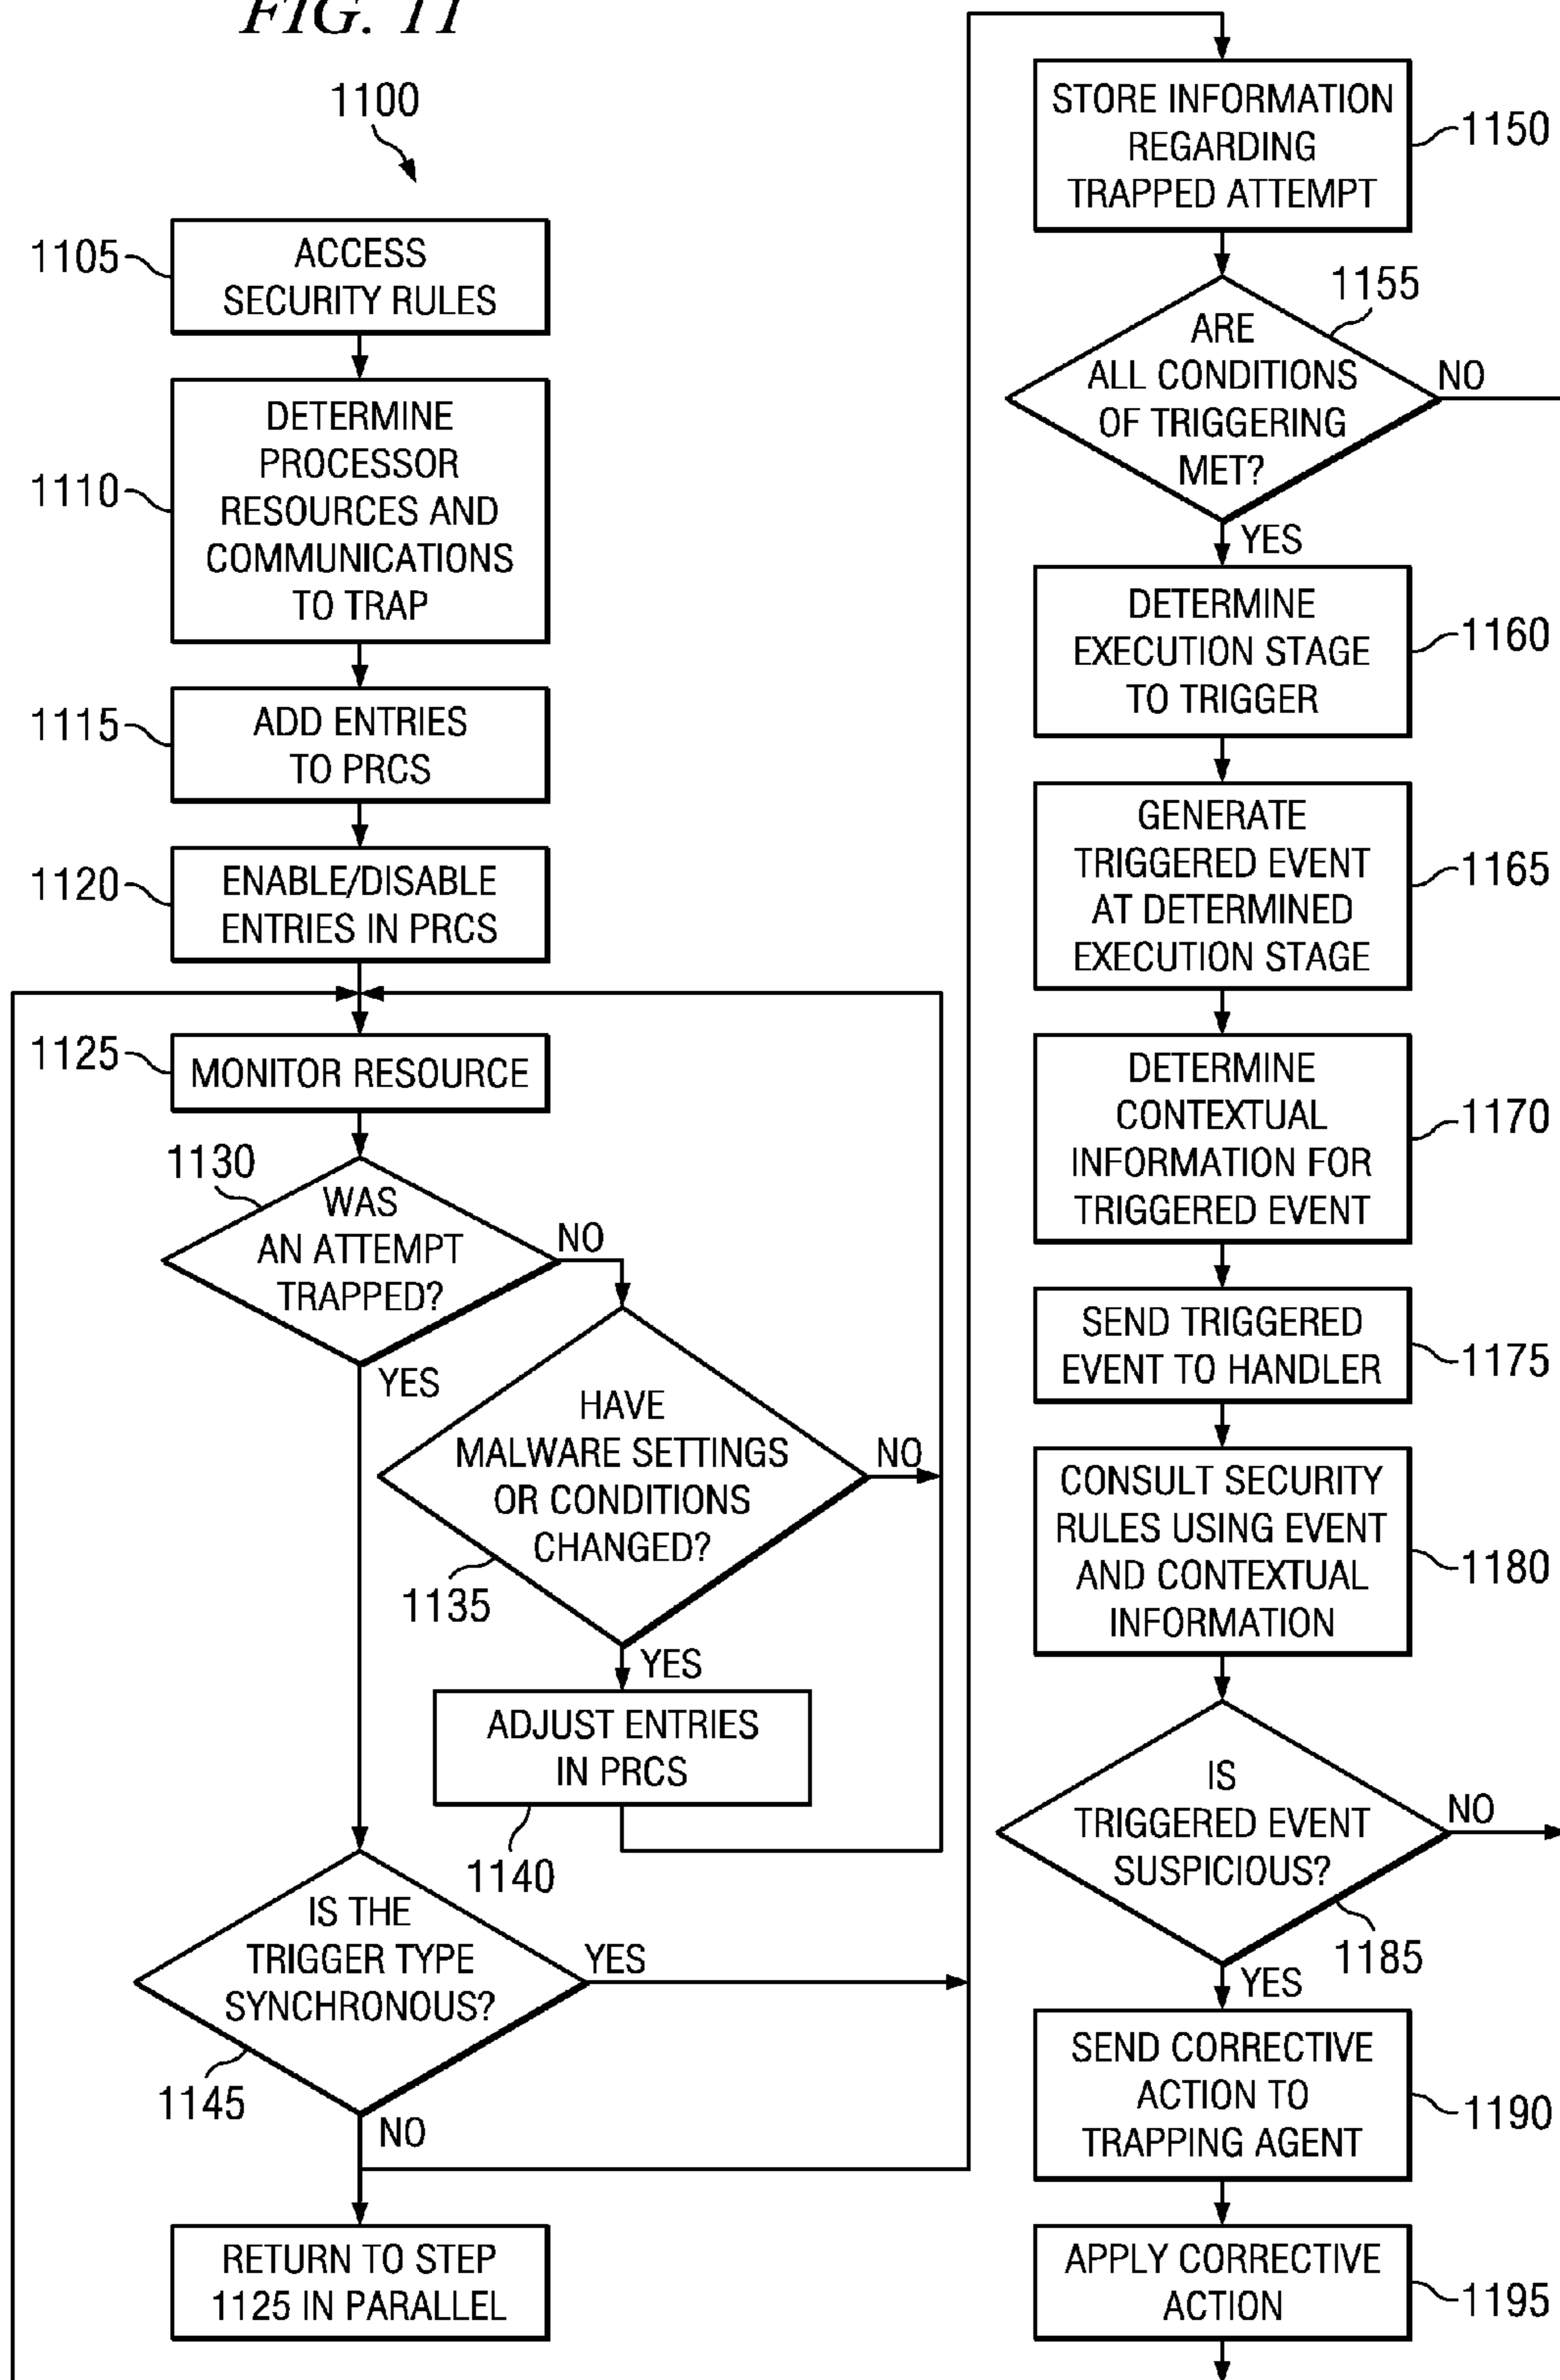 FIG. 11
1100
1105
ACCESS
SECURITY RULES
1110
DETERMINE
PROCESSOR
RESOURCES AND
COMMUNICATIONS
TO TRAP
1115
ADD ENTRIES
TO PRCS
1120
ENABLE/DISABLE
ENTRIES IN PRCS
1125
MONITOR RESOURCE
1130
WAS
AN ATTEMPT
TRAPPED?
NO
YES
HAVE
MALWARE SETTINGS
OR CONDITIONS
CHANGED?
NO
1135
YES
ADJUST ENTRIES
IN PRCS
1140
IS THE
TRIGGER TYPE
SYNCHRONOUS?
YES
1145
NO
RETURN TO STEP
1125 IN PARALLEL
STORE INFORMATION
REGARDING
TRAPPED ATTEMPT
1150
1155
ARE
ALL CONDITIONS
OF TRIGGERING
MET?
NO
YES
DETERMINE
EXECUTION STAGE
TO TRIGGER
1160
GENERATE
TRIGGERED EVENT
AT DETERMINED
EXECUTION STAGE
1165
DETERMINE
CONTEXTUAL
INFORMATION FOR
TRIGGERED EVENT
1170
SEND TRIGGERED
EVENT TO HANDLER
1175
CONSULT SECURITY
RULES USING EVENT
AND CONTEXTUAL
INFORMATION
1180
IS
TRIGGERED EVENT
SUSPICIOUS?
NO
1185
YES
SEND CORRECTIVE
ACTION TO
TRAPPING AGENT
1190
APPLY CORRECTIVE
ACTION
1195